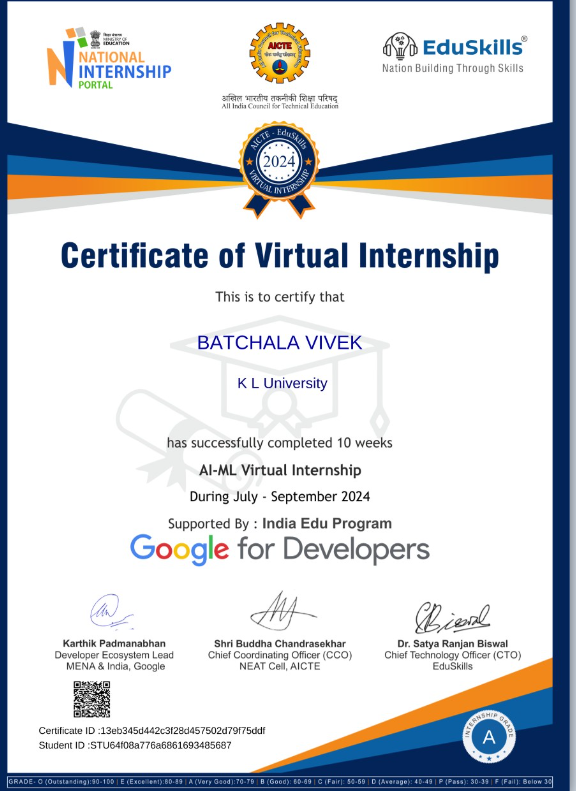 शिक्षा मंत्रालय
MINISTRY OF
EDUCATION
NATIONAL
INTERNSHIP
PORTAL
AICTE
अखिल भारतीय तकनीकी शिक्षा परिषद्
All India Council for Technical Education
EduSkills®
Nation Building Through Skills
AICTE - EduSkills
2024
VIRTUAL INTERNSHIP
Certificate of Virtual Internship
This is to certify that
BATCHALA VIVEK
K L University
has successfully completed 10 weeks
AI-ML Virtual Internship
During July - September 2024
Supported By : India Edu Program
Google for Developers
Karthik Padmanabhan
Developer Ecosystem Lead
MENA & India, Google
Shri Buddha Chandrasekhar
Chief Coordinating Officer (CCO)
NEAT Cell, AICTE
Dr. Satya Ranjan Biswal
Chief Technology Officer (CTO)
EduSkills
Certificate ID :13eb345d442c3f28d457502d79f75ddf
Student ID :STU64f08a776a6861693485687
INTERNSHIP GRADE
A
GRADE- O (Outstanding):90-100 | E (Excellent):80-89 | A (Very Good):70-79 | B (Good): 60-69 | C (Fair): 50-59 | D (Average): 40-49 | P (Pass): 30-39 | F (Fail): Below 30